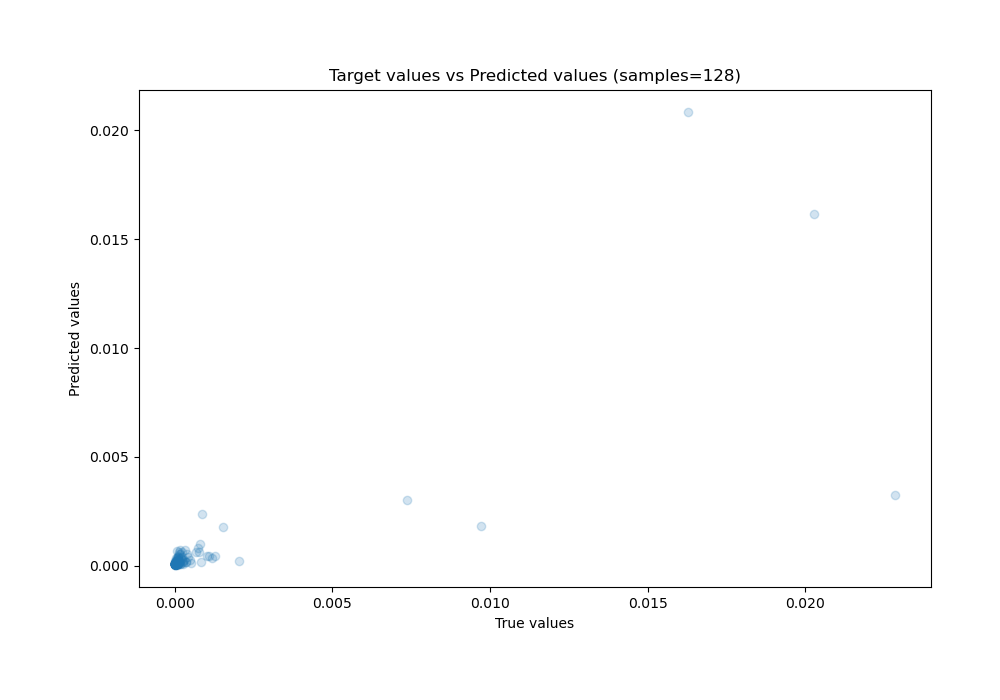 Target values vs Predicted values (samples=128)
0.020
0.015
0.010
0.005
0.000
Predicted values
0.000 0.005 0.010 0.015 0.020
True values